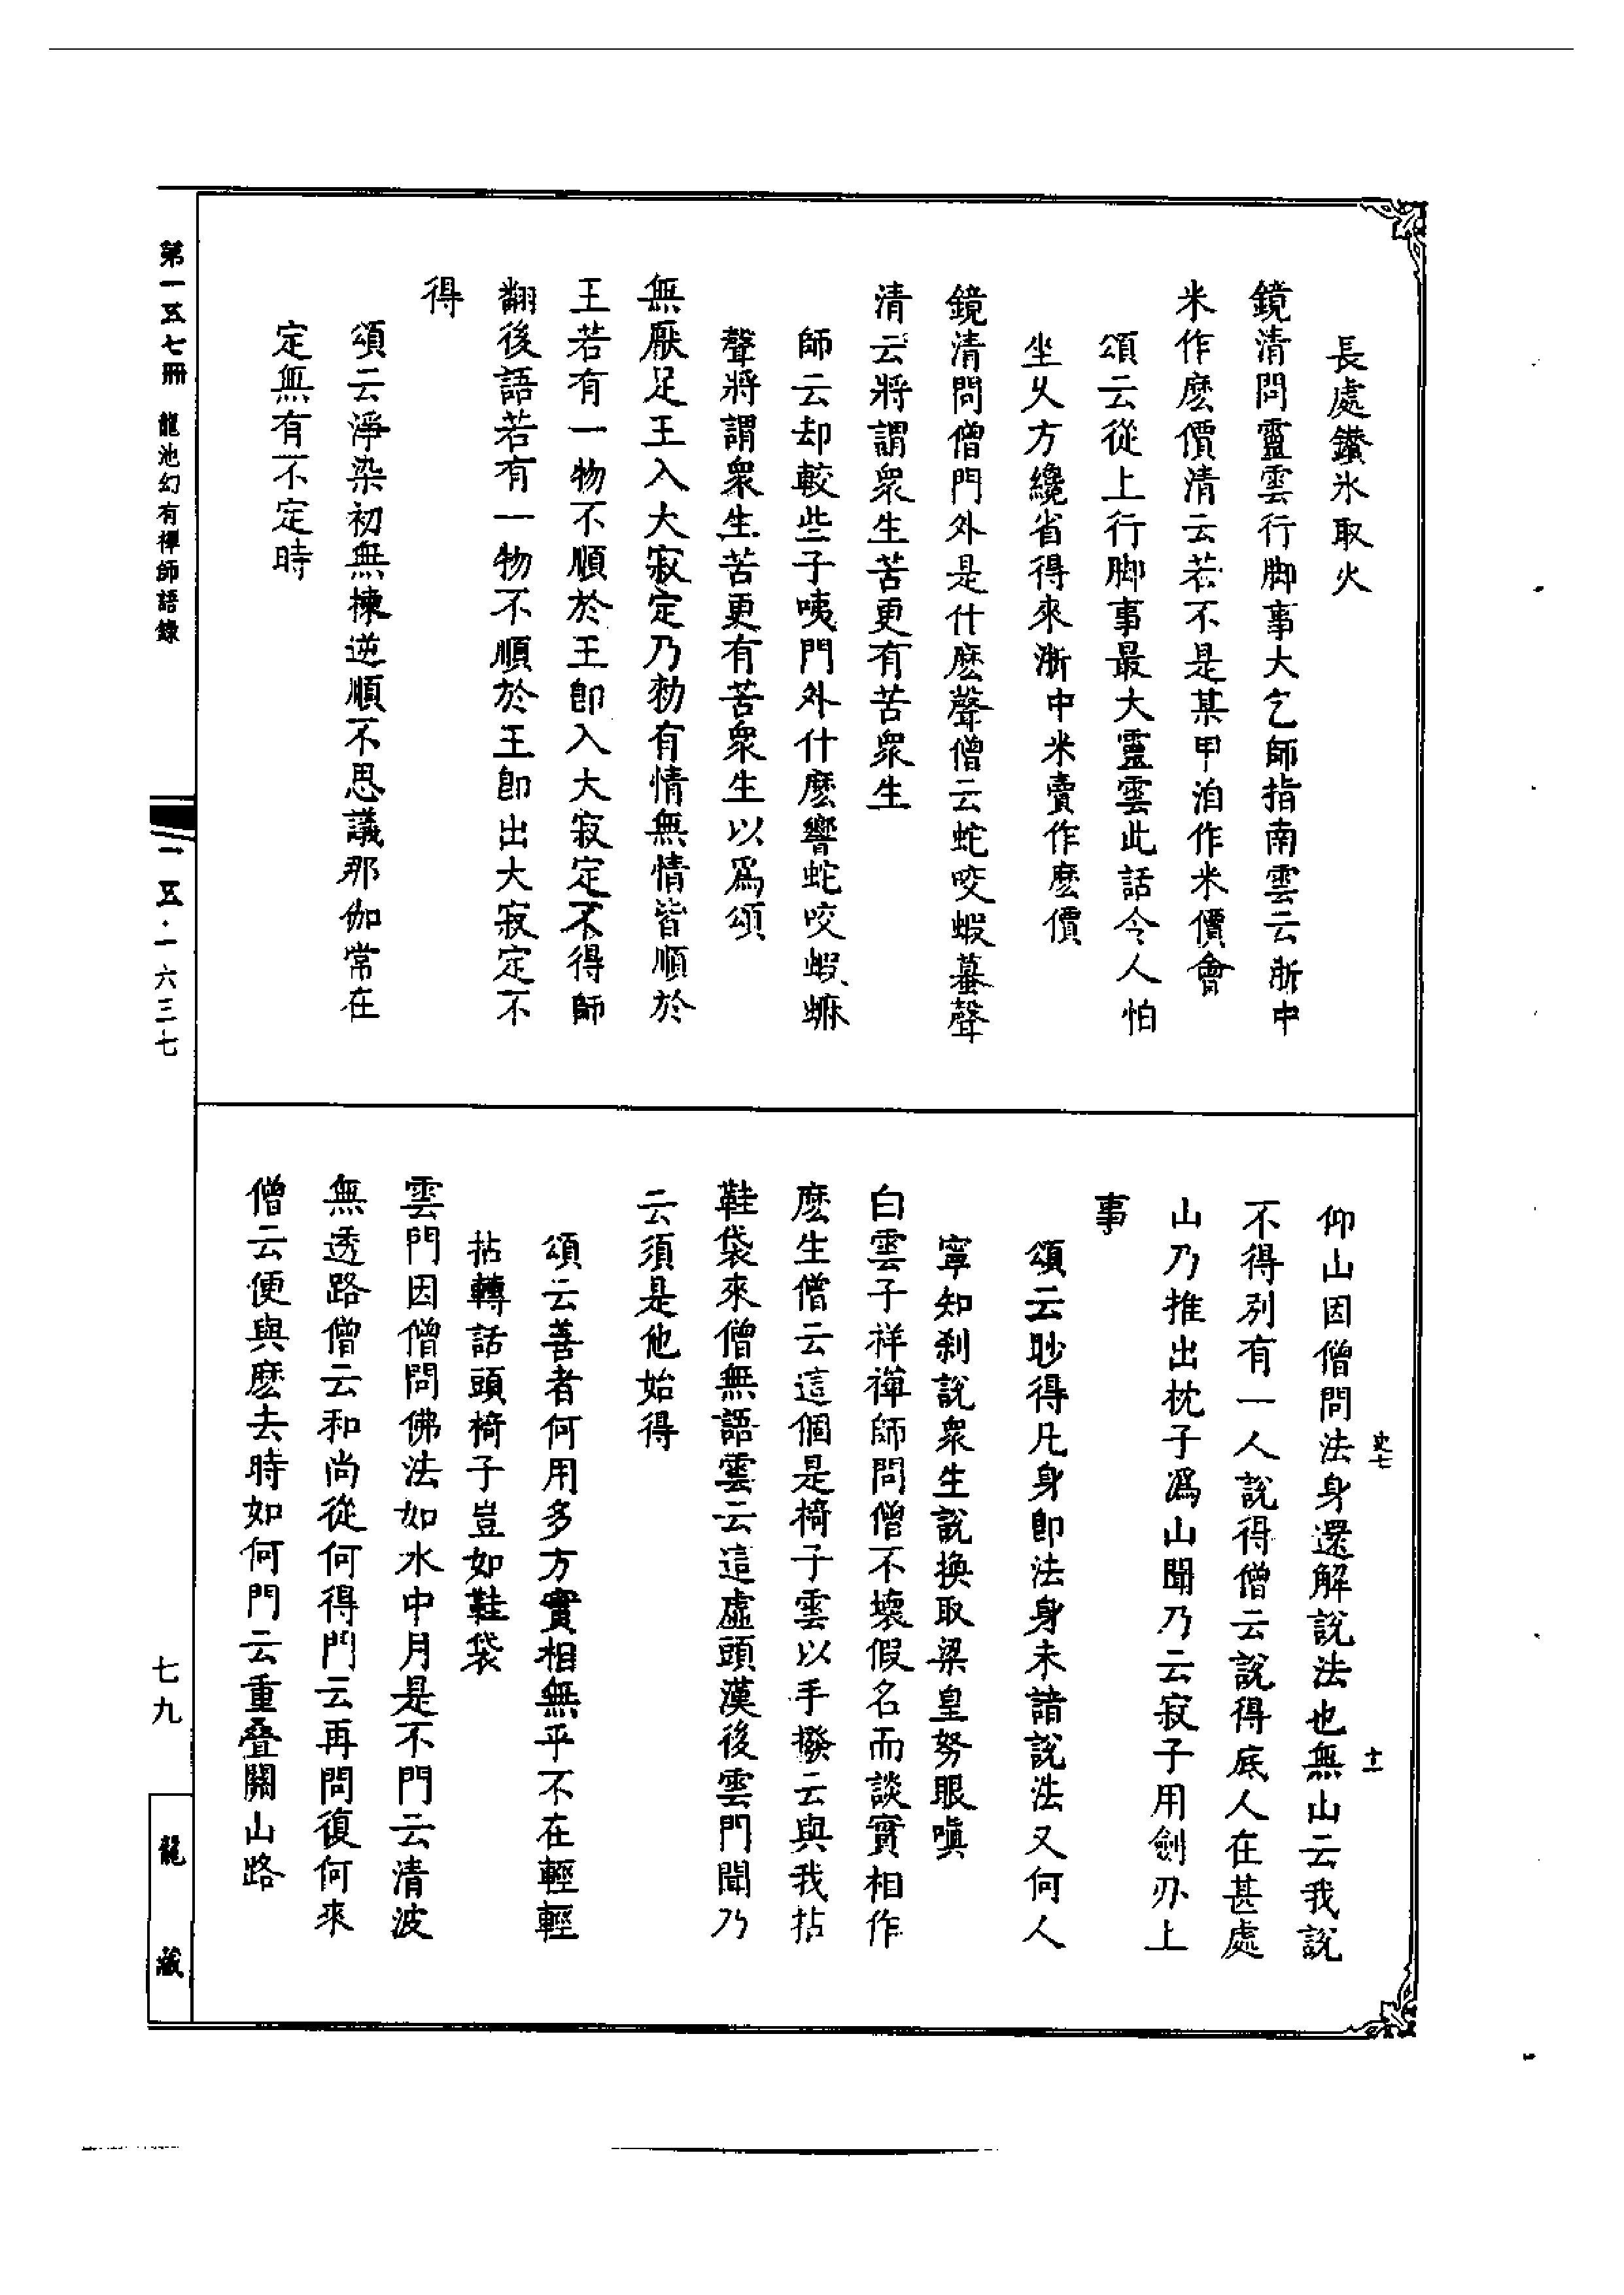 長處鑽氷取火
鏡清問靈雲行脚事大乞師指南雲云浙中
米作麽價清云若不是某甲洎作米價會
頌云從上行脚事最大靈雲此話令人怕
坐久方纔省得來浙中米賣作麽價
鏡清問僧門外是什麽聲僧云蛇咬蝦蟇聲
清云將謂衆生苦更有苦衆生
師云却較些子咦門外什麽響蛇咬蝦蟆
聲將謂衆生苦更有苦衆生以爲頌
無厭足王入大寂定乃勑有情無情皆順於
王若有一物不順於王卽入大寂定不得師
翻後語若有一物不順於王卽出大寂定不
得
頌云淨染初無揀逆順不思議那伽常在
定無有不定時
仰山因僧問法身還解說法也無山云我說
不得別有一人說得僧云說得底人在甚處
山乃推出枕子溈山聞乃云寂子用劍刃上
事
頌云眇得凡身卽法身未諳說法又何人
寧知刹說衆生說換取梁皇努眼嗔
白雲子祥禪師問僧不壞假名而談實相作
麽生僧云這個是椅子雲以手撥云與我拈
鞋袋來僧無語雲云這虛頭漢後雲門聞乃
云須是他始得
頌云善者何用多方實相無乎不在輕輕
拈轉話頭椅子豈如鞋袋
雲門因僧問佛法如水中月是不門云清波
無透路僧云和尚從何得門云再問復何來
僧云便與麽去時如何門云重疊關山路
史七
十一
第一五七冊 龍池幻有禪師語錄
一五·一六三七
七九
龍藏